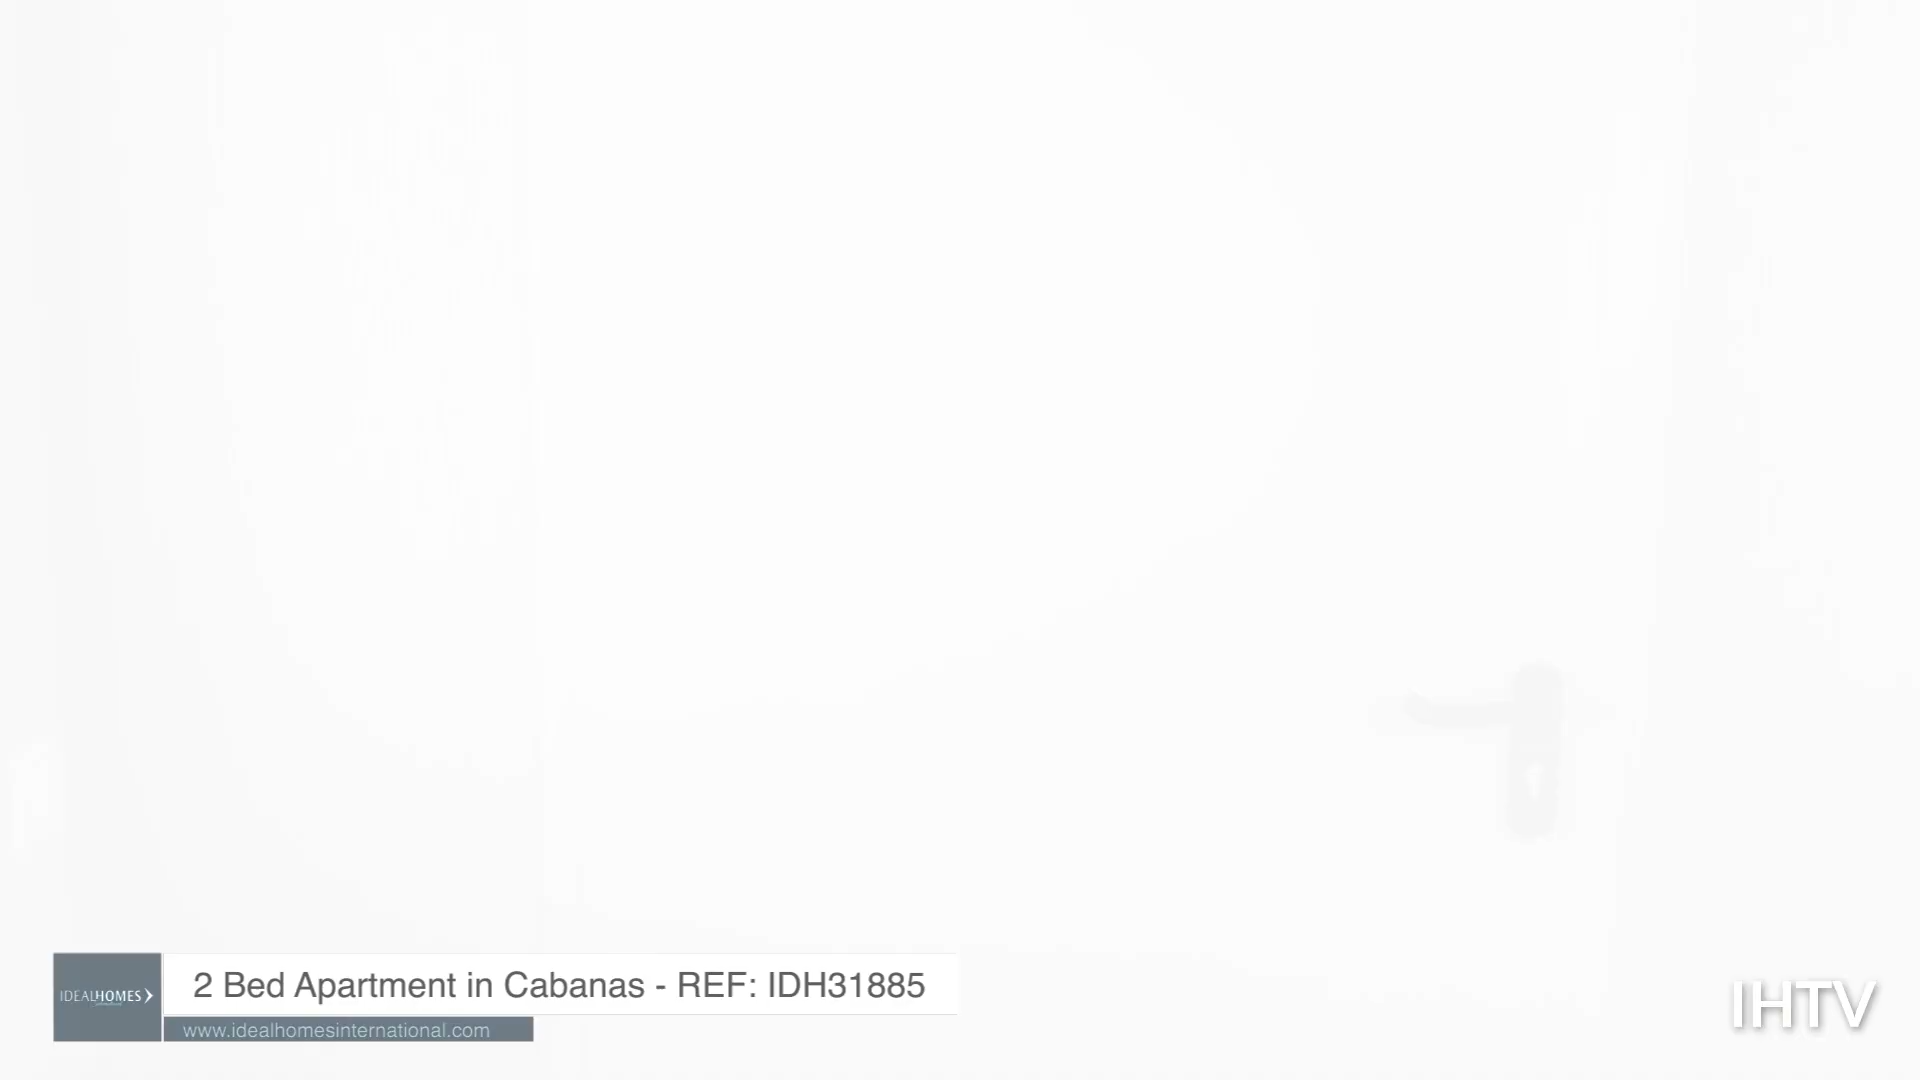 IDEALHOMES
2 Bed Apartment in Cabanas - REF: IDH31885
www.idealhomesinternational.com
IHTV